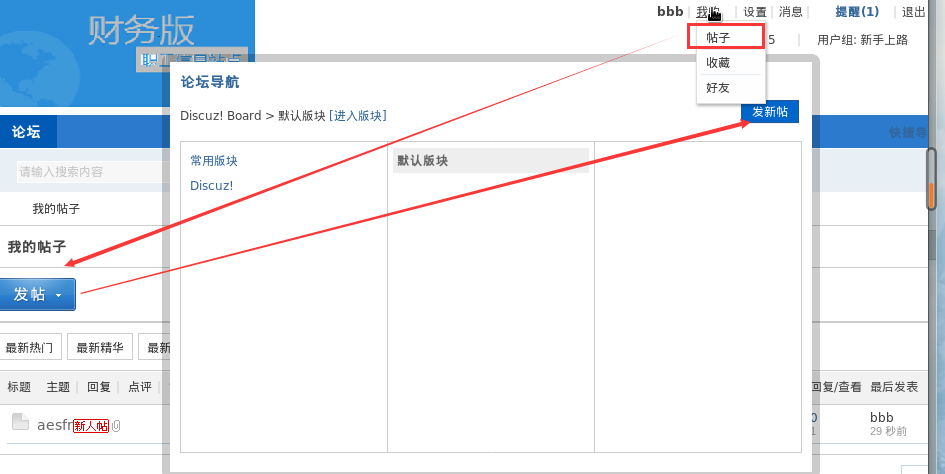 财务版
bbb 我的 设置 消息 提醒(1) 退出
帖子
5 用户组: 新手上路
收藏
好友
论坛导航
Discuz! Board > 默认版块 [进入版块]
发新帖
论坛
快捷导
常用版块
默认版块
Discuz!
请输入搜索内容
我的帖子
我的帖子
发帖
最新热门 最新精华 最新
标题 主题 回复 点评
回复/查看 最后发表
aesfr 新人帖
0 bbb
1 29 秒前